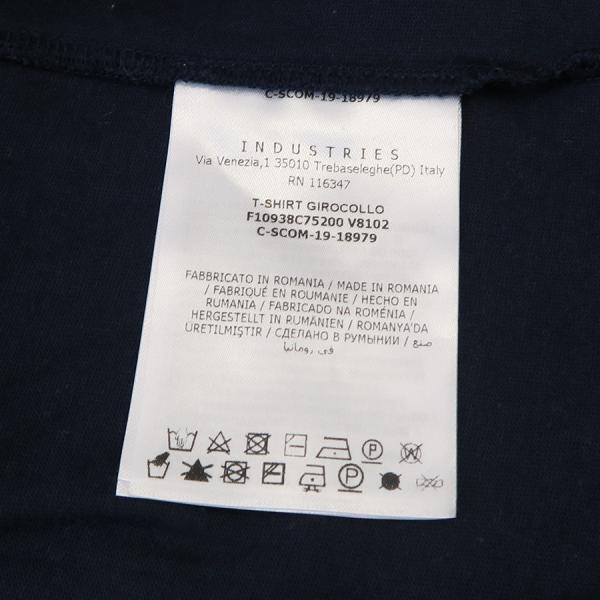 C-SCOM-19-18979
INDUSTRIES
Via Venezia,1 35010 Trebaseleghe(PD) Italy
RN 116347
T-SHIRT GIROCOLLO
F10938C75200 V8102
C-SCOM-19-18979
FABBRICATO IN ROMANIA / MADE IN ROMANIA
/ FABRIQUÉ EN ROUMANIE / HECHO EN
RUMANIA / FABRICADO NA ROMÉNIA /
HERGESTELLT IN RUMÄNIEN / ROMANYA'DA
ÜRETILMIŞTIR / СДЕЛАНО В РУМЫНИИ / صنع
في رومانيا
P W
P